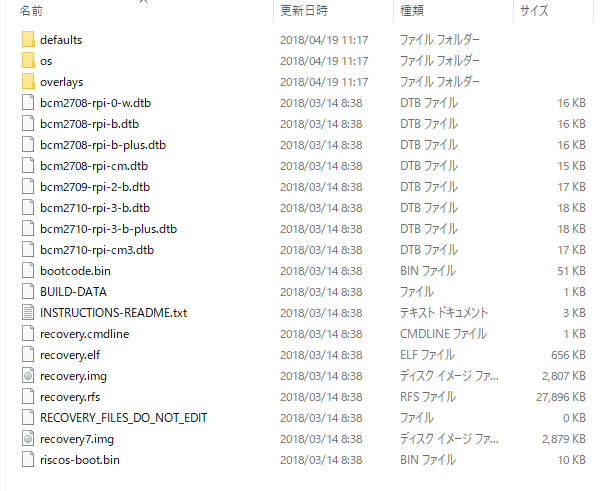 名前 更新日時 種類 サイズ
defaults 2018/04/19 11:17 ファイル フォルダー
os 2018/04/19 11:17 ファイル フォルダー
overlays 2018/04/19 11:17 ファイル フォルダー
bcm2708-rpi-0-w.dtb 2018/03/14 8:38 DTB ファイル 16 KB
bcm2708-rpi-b.dtb 2018/03/14 8:38 DTB ファイル 16 KB
bcm2708-rpi-b-plus.dtb 2018/03/14 8:38 DTB ファイル 16 KB
bcm2708-rpi-cm.dtb 2018/03/14 8:38 DTB ファイル 15 KB
bcm2709-rpi-2-b.dtb 2018/03/14 8:38 DTB ファイル 17 KB
bcm2710-rpi-3-b.dtb 2018/03/14 8:38 DTB ファイル 18 KB
bcm2710-rpi-3-b-plus.dtb 2018/03/14 8:38 DTB ファイル 18 KB
bcm2710-rpi-cm3.dtb 2018/03/14 8:38 DTB ファイル 17 KB
bootcode.bin 2018/03/14 8:38 BIN ファイル 51 KB
BUILD-DATA 2018/03/14 8:38 ファイル 1 KB
INSTRUCTIONS-README.txt 2018/03/14 8:38 テキスト ドキュメント 3 KB
recovery.cmdline 2018/03/14 8:38 CMDLINE ファイル 1 KB
recovery.elf 2018/03/14 8:38 ELF ファイル 656 KB
recovery.img 2018/03/14 8:38 ディスク イメージ ファ... 2,807 KB
recovery.rfs 2018/03/14 8:38 RFS ファイル 27,896 KB
RECOVERY_FILES_DO_NOT_EDIT 2018/03/14 8:38 ファイル 0 KB
recovery7.img 2018/03/14 8:38 ディスク イメージ ファ... 2,879 KB
riscos-boot.bin 2018/03/14 8:38 BIN ファイル 10 KB